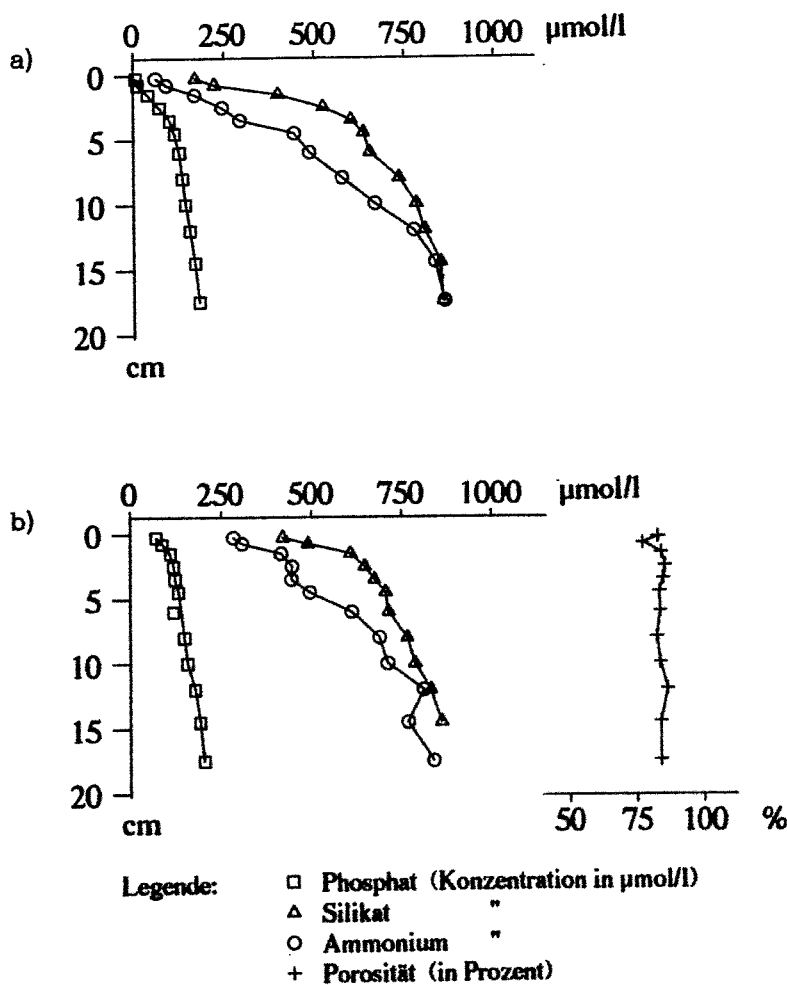 0 250 500 750 1000 µmol/l
a)
0
5
10
15
20
cm
0 250 500 750 1000 µmol/l
b)
0
5
10
15
20
cm
50 75 100 %
Legende:
Phosphat (Konzentration in µmol/l)
Silikat "
Ammonium "
Porosität (in Prozent)